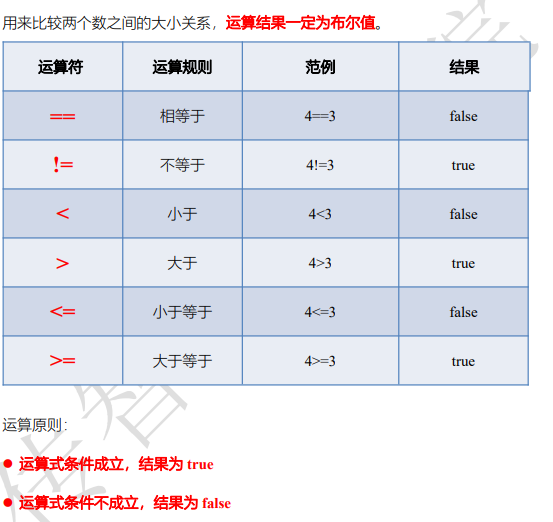 用来比较两个数之间的大小关系，运算结果一定为布尔值。
运算符 运算规则 范例 结果
== 相等于 4==3 false
!= 不等于 4!=3 true
< 小于 4<3 false
> 大于 4>3 true
<= 小于等于 4<=3 false
>= 大于等于 4>=3 true
运算原则：
● 运算式条件成立，结果为 true
● 运算式条件不成立，结果为 false